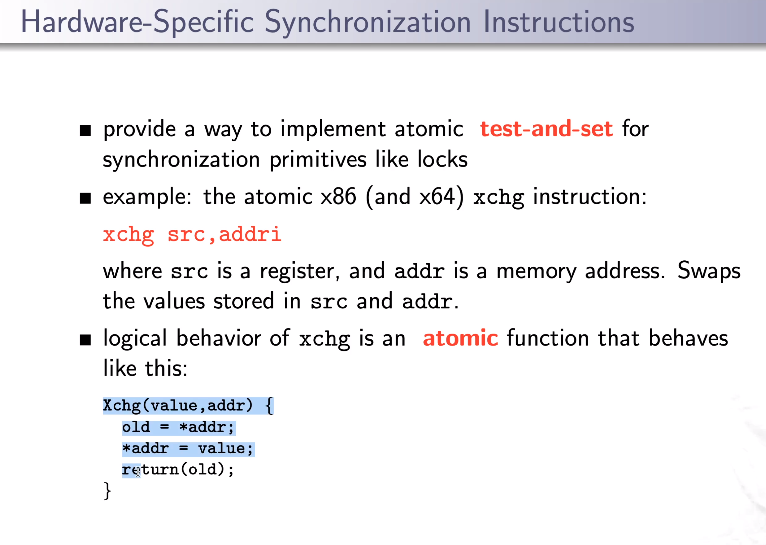 Hardware-Specific Synchronization Instructions
provide a way to implement atomic test-and-set for
synchronization primitives like locks
example: the atomic x86 (and x64) xchg instruction:
xchg src,addri
where src is a register, and addr is a memory address. Swaps
the values stored in src and addr.
logical behavior of xchg is an atomic function that behaves
like this:
Xchg(value,addr) {
old = *addr;
*addr = value;
return(old);
}